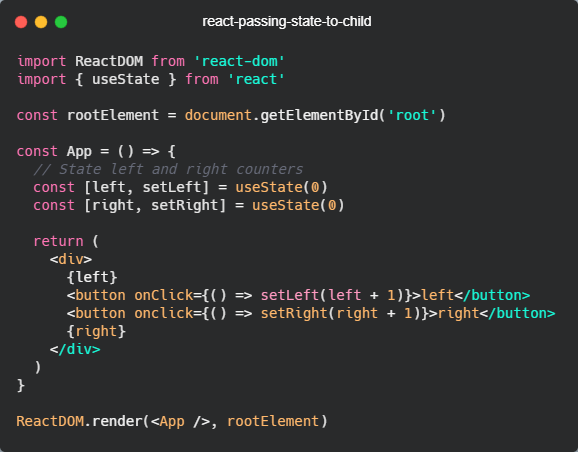 react-passing-state-to-child
import ReactDOM from 'react-dom'
import { useState } from 'react'
const rootElement = document.getElementById('root')
const App = () => {
// State left and right counters
const [left, setLeft] = useState(0)
const [right, setRight] = useState(0)
return (
<div>
{left}
<button onClick={() => setLeft(left + 1)}>left</button>
<button onclick={() => setRight(right + 1)}>right</button>
{right}
</div>
)
}
ReactDOM.render(<App />, rootElement)